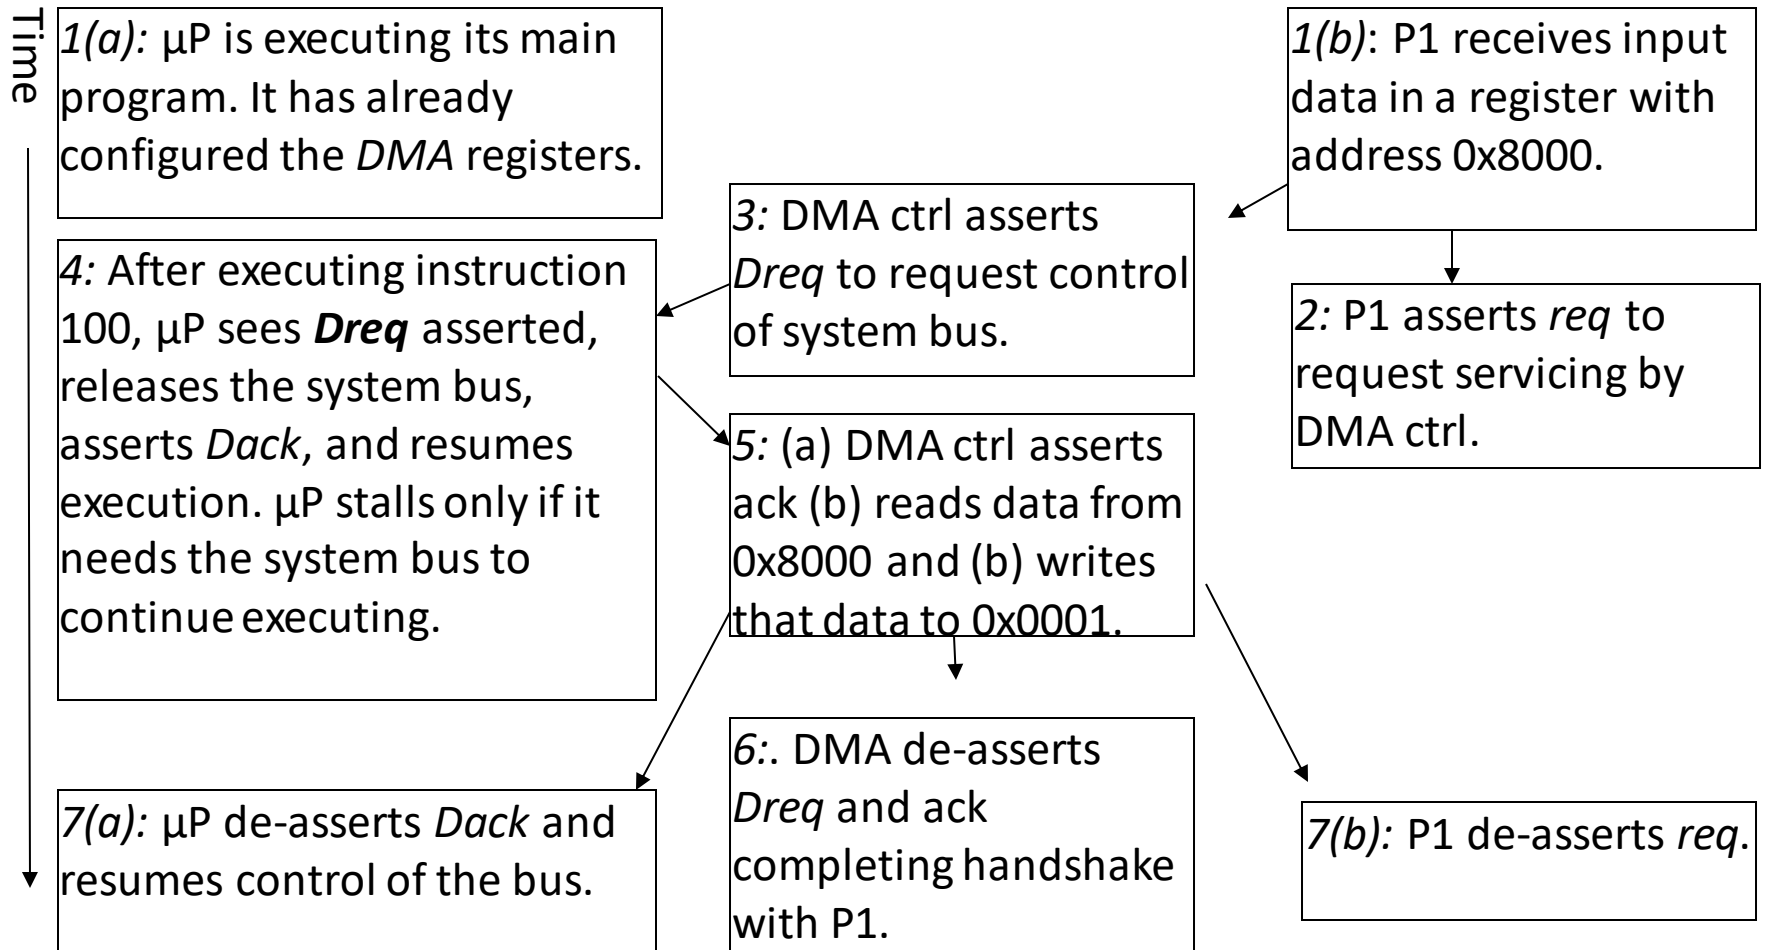 Time
1(a): μP is executing its main
program. It has already
configured the DMA registers.
1(b): P1 receives input
data in a register with
address 0x8000.
2: P1 asserts req to
request servicing by
DMA ctrl.
3: DMA ctrl asserts
Dreq to request control
of system bus.
4: After executing instruction
100, μP sees Dreq asserted,
releases the system bus,
asserts Dack, and resumes
execution. μP stalls only if it
needs the system bus to
continue executing.
5: (a) DMA ctrl asserts
ack (b) reads data from
0x8000 and (b) writes
that data to 0x0001.
6:. DMA de-asserts
Dreq and ack
completing handshake
with P1.
7(a): μP de-asserts Dack and
resumes control of the bus.
7(b): P1 de-asserts req.